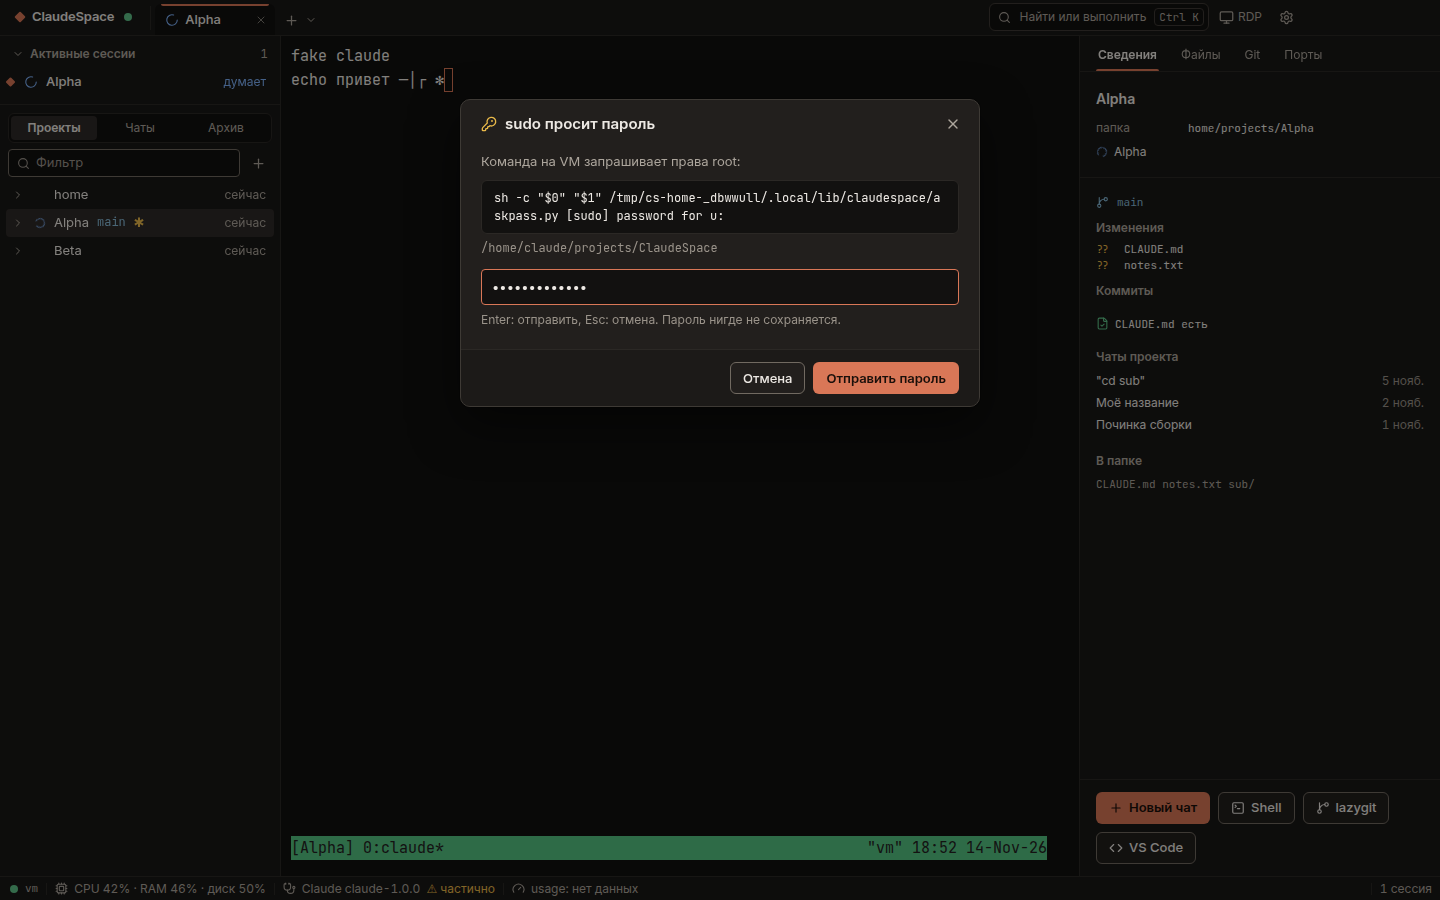 ClaudeSpace
Alpha
Найти или выполнить Ctrl K
RDP
Активные сессии 1
Alpha думает
Проекты Чаты Архив
Фильтр
home сейчас
Alpha main ✱ сейчас
Beta сейчас
fake claude
echo привет —│┌ ✻
sudo просит пароль
Команда на VM запрашивает права root:
sh -c "$0" "$1" /tmp/cs-home-_dbwwull/.local/lib/claudespace/a
skpass.py [sudo] password for u:
/home/claude/projects/ClaudeSpace
•••••••••••••
Enter: отправить, Esc: отмена. Пароль нигде не сохраняется.
Отмена Отправить пароль
[Alpha] 0:claude* "vm" 18:52 14-Nov-26
Сведения Файлы Git Порты
Alpha
папка home/projects/Alpha
Alpha
main
Изменения
?? CLAUDE.md
?? notes.txt
Коммиты
CLAUDE.md есть
Чаты проекта
"cd sub" 5 нояб.
Моё название 2 нояб.
Починка сборки 1 нояб.
В папке
CLAUDE.md notes.txt sub/
Новый чат Shell lazygit
VS Code
vm CPU 42% · RAM 46% · диск 50% Claude claude-1.0.0 ⚠ частично usage: нет данных 1 сессия